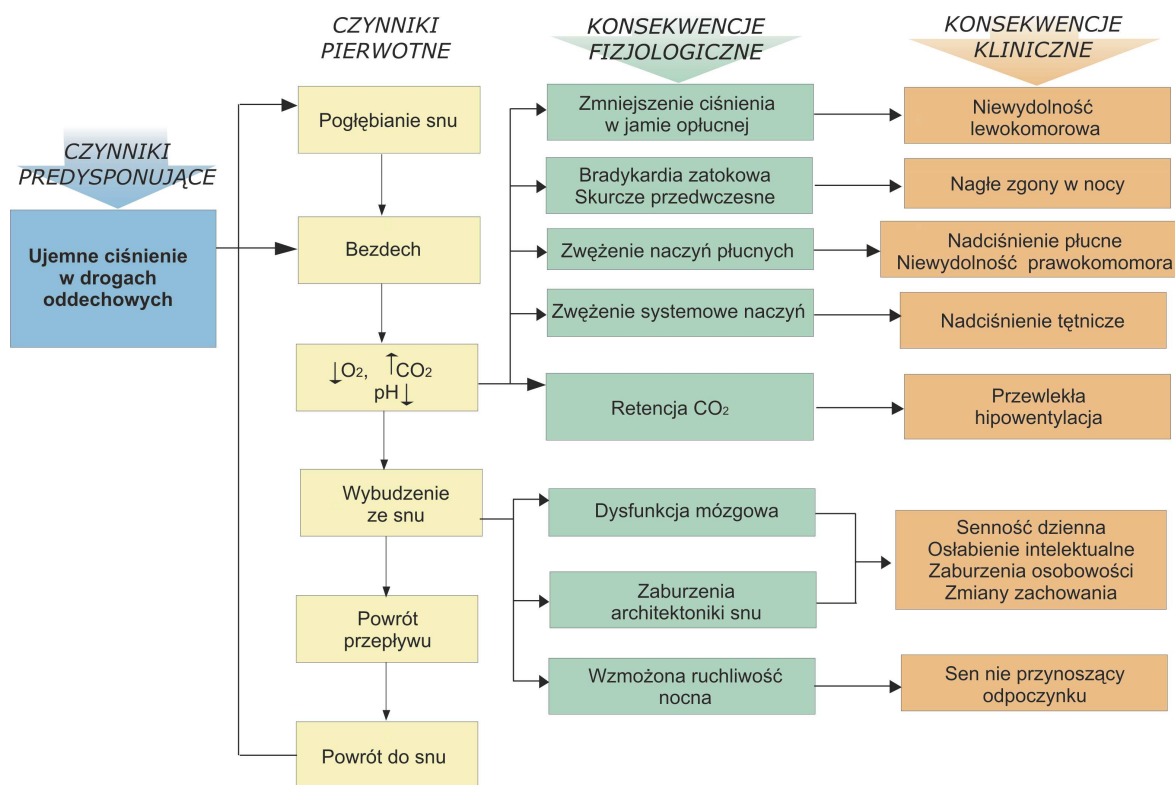 CZYNNIKI
PREDYSPONUJĄCE
Ujemne ciśnienie
w drogach
oddechowych
CZYNNIKI
PIERWOTNE
Pogłębianie snu
Bezdech
↓O₂, ↑CO₂
pH↓
Wybudzenie
ze snu
Powrót
przepływu
Powrót do snu
KONSEKWENCJE
FIZJOLOGICZNE
Zmniejszenie ciśnienia
w jamie opłucnej
Bradykardia zatokowa
Skurcze przedwczesne
Zwężenie naczyń płucnych
Zwężenie systemowe naczyń
Retencja CO₂
Dysfunkcja mózgowa
Zaburzenia
architektoniki snu
Wzmożona ruchliwość
nocna
KONSEKWENCJE
KLINICZNE
Niewydolność
lewokomorowa
Nagłe zgony w nocy
Nadciśnienie płucne
Niewydolność prawokomomora
Nadciśnienie tętnicze
Przewlekła
hipowentylacja
Senność dzienna
Osłabienie intelektualne
Zaburzenia osobowości
Zmiany zachowania
Sen nie przynoszący
odpoczynku